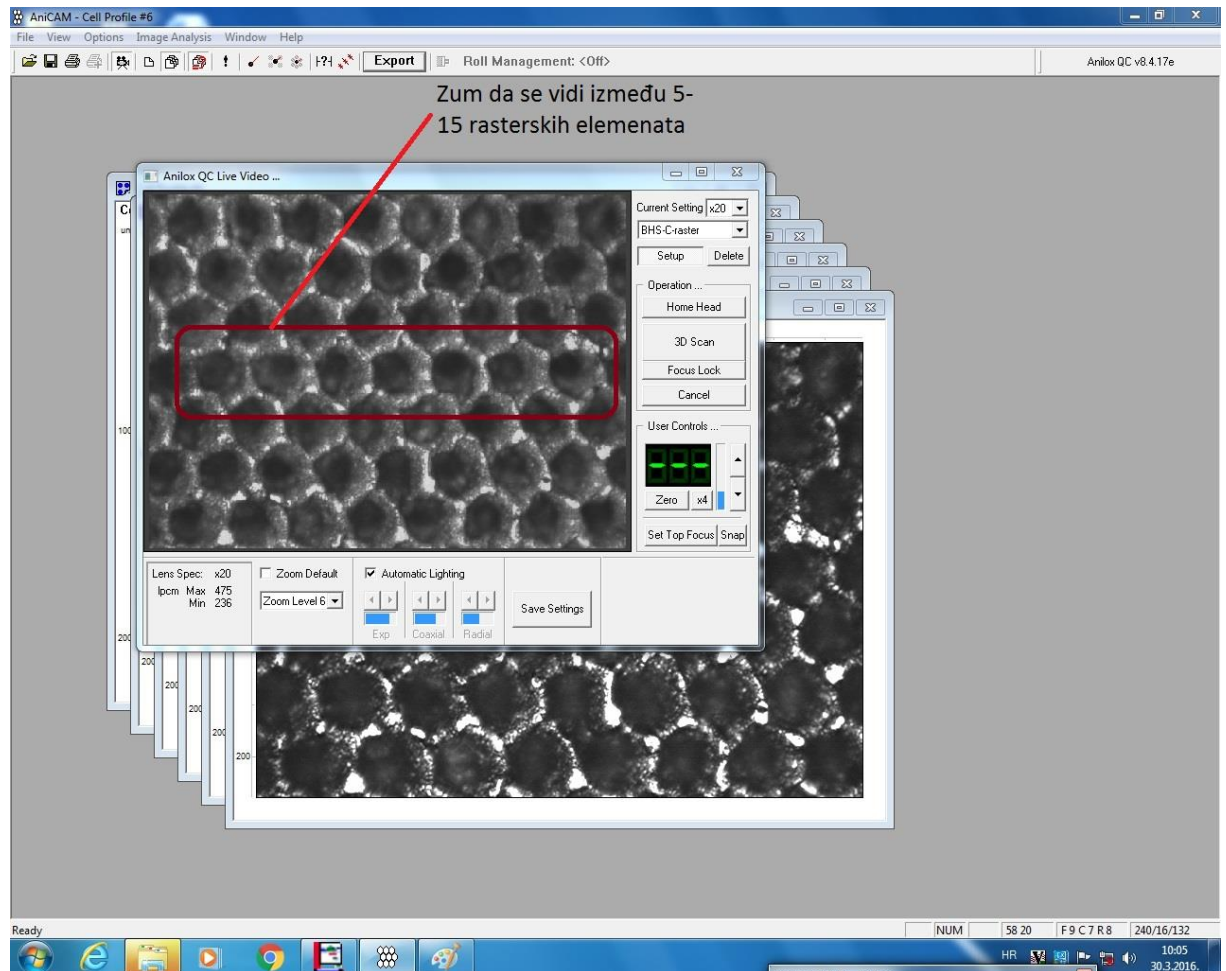 AniCAM - Cell Profile #6
File View Options Image Analysis Window Help
Export Roll Management: <Off> Anilox QC v8.4.17e
Zum da se vidi između 5-
15 rasterskih elemenata
Anilox QC Live Video ...
Current Setting x20
BHS-C-raster
Setup Delete
Operation ...
Home Head
3D Scan
Focus Lock
Cancel
User Controls ...
---
Zero x4
Set Top Focus Snap
Lens Spec: x20
lpcm Max 475
Min 236
Zoom Default
Zoom Level 6
Automatic Lighting
Exp Coaxial Radial
Save Settings
100
200
200
200
200
200
200
Ready NUM 58 20 F 9 C 7 R 8 240/16/132
HR 10:05
30.3.2016.